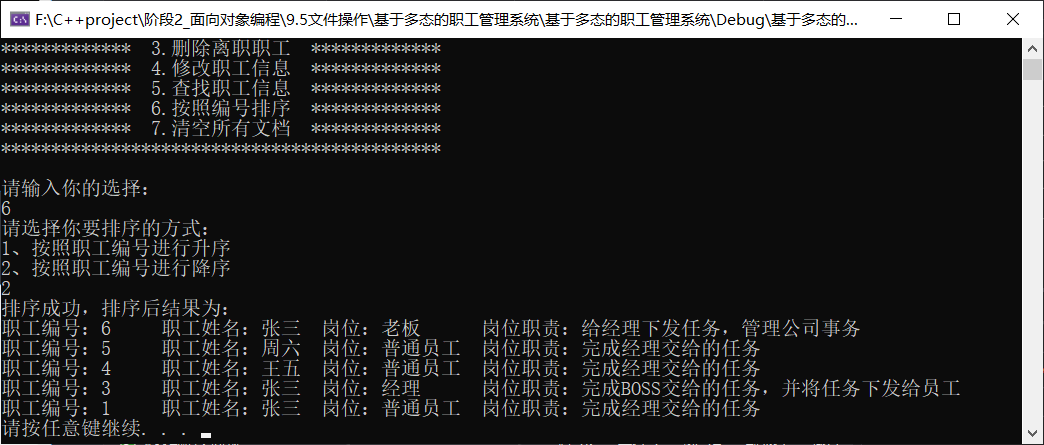 F:\C++project\阶段2_面向对象编程\9.5文件操作\基于多态的职工管理系统\基于多态的职工管理系统\Debug\基于多态的...
************* 3.删除离职职工 *************
************* 4.修改职工信息 *************
************* 5.查找职工信息 *************
************* 6.按照编号排序 *************
************* 7.清空所有文档 *************
********************************************
请输入你的选择：
6
请选择你要排序的方式：
1、按照职工编号进行升序
2、按照职工编号进行降序
2
排序成功，排序后结果为：
职工编号：6 职工姓名：张三 岗位：老板 岗位职责：给经理下发任务，管理公司事务
职工编号：5 职工姓名：周六 岗位：普通员工 岗位职责：完成经理交给的任务
职工编号：4 职工姓名：王五 岗位：普通员工 岗位职责：完成经理交给的任务
职工编号：3 职工姓名：张三 岗位：经理 岗位职责：完成BOSS交给的任务，并将任务下发给员工
职工编号：1 职工姓名：张三 岗位：普通员工 岗位职责：完成经理交给的任务
请按任意键继续. . .